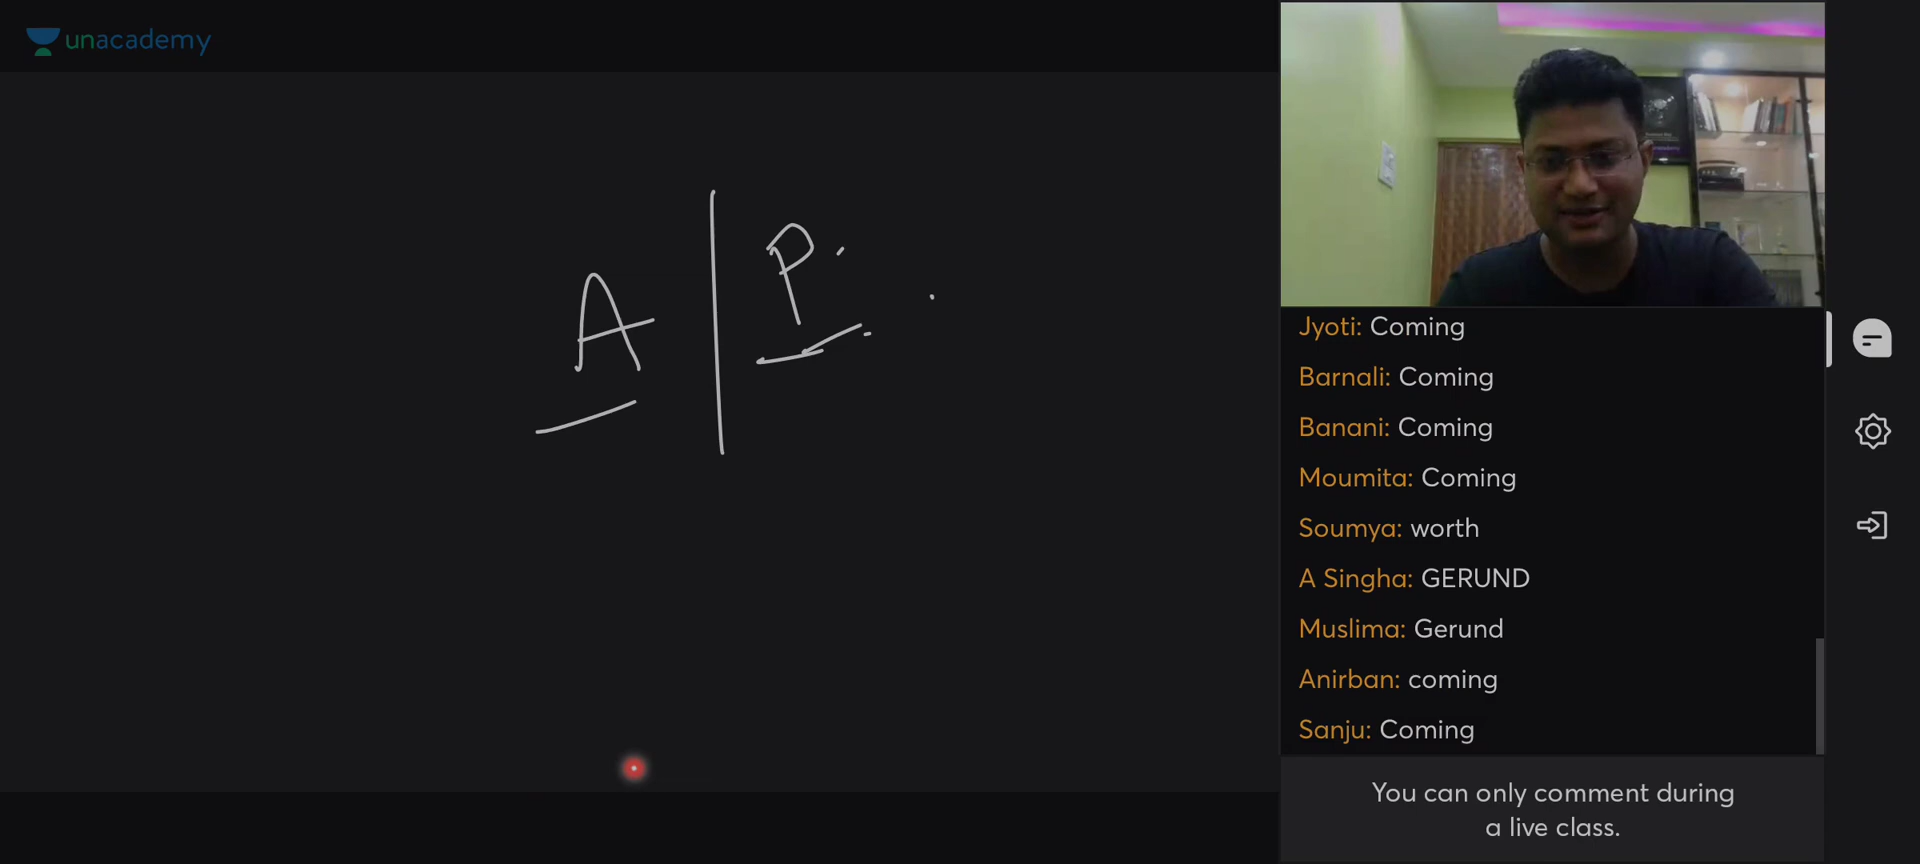 unacademy
A | P.
Jyoti: Coming
Barnali: Coming
Banani: Coming
Moumita: Coming
Soumya: worth
A Singha: GERUND
Muslima: Gerund
Anirban: coming
Sanju: Coming
You can only comment during
a live class.